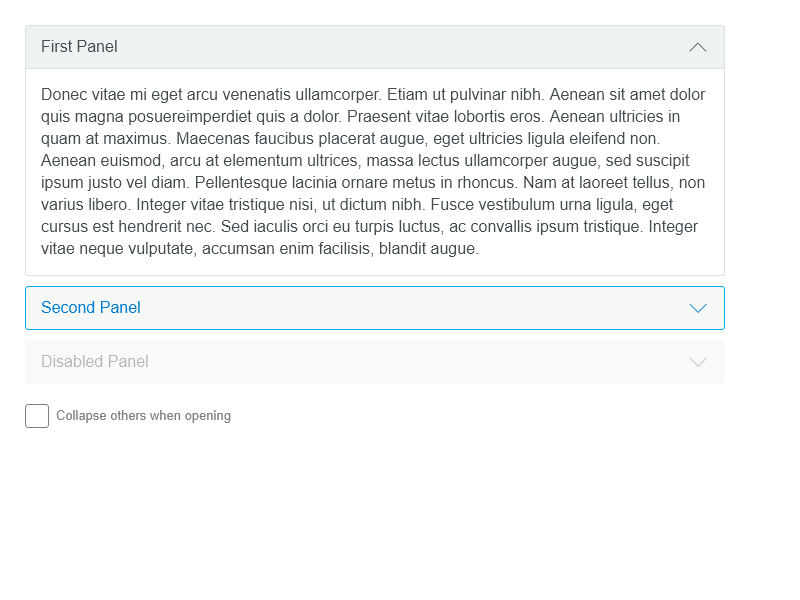 First Panel
Donec vitae mi eget arcu venenatis ullamcorper. Etiam ut pulvinar nibh. Aenean sit amet dolor
quis magna posuereimperdiet quis a dolor. Praesent vitae lobortis eros. Aenean ultricies in
quam at maximus. Maecenas faucibus placerat augue, eget ultricies ligula eleifend non.
Aenean euismod, arcu at elementum ultrices, massa lectus ullamcorper augue, sed suscipit
ipsum justo vel diam. Pellentesque lacinia ornare metus in rhoncus. Nam at laoreet tellus, non
varius libero. Integer vitae tristique nisi, ut dictum nibh. Fusce vestibulum urna ligula, eget
cursus est hendrerit nec. Sed iaculis orci eu turpis luctus, ac convallis ipsum tristique. Integer
vitae neque vulputate, accumsan enim facilisis, blandit augue.
Second Panel
Disabled Panel
Collapse others when opening